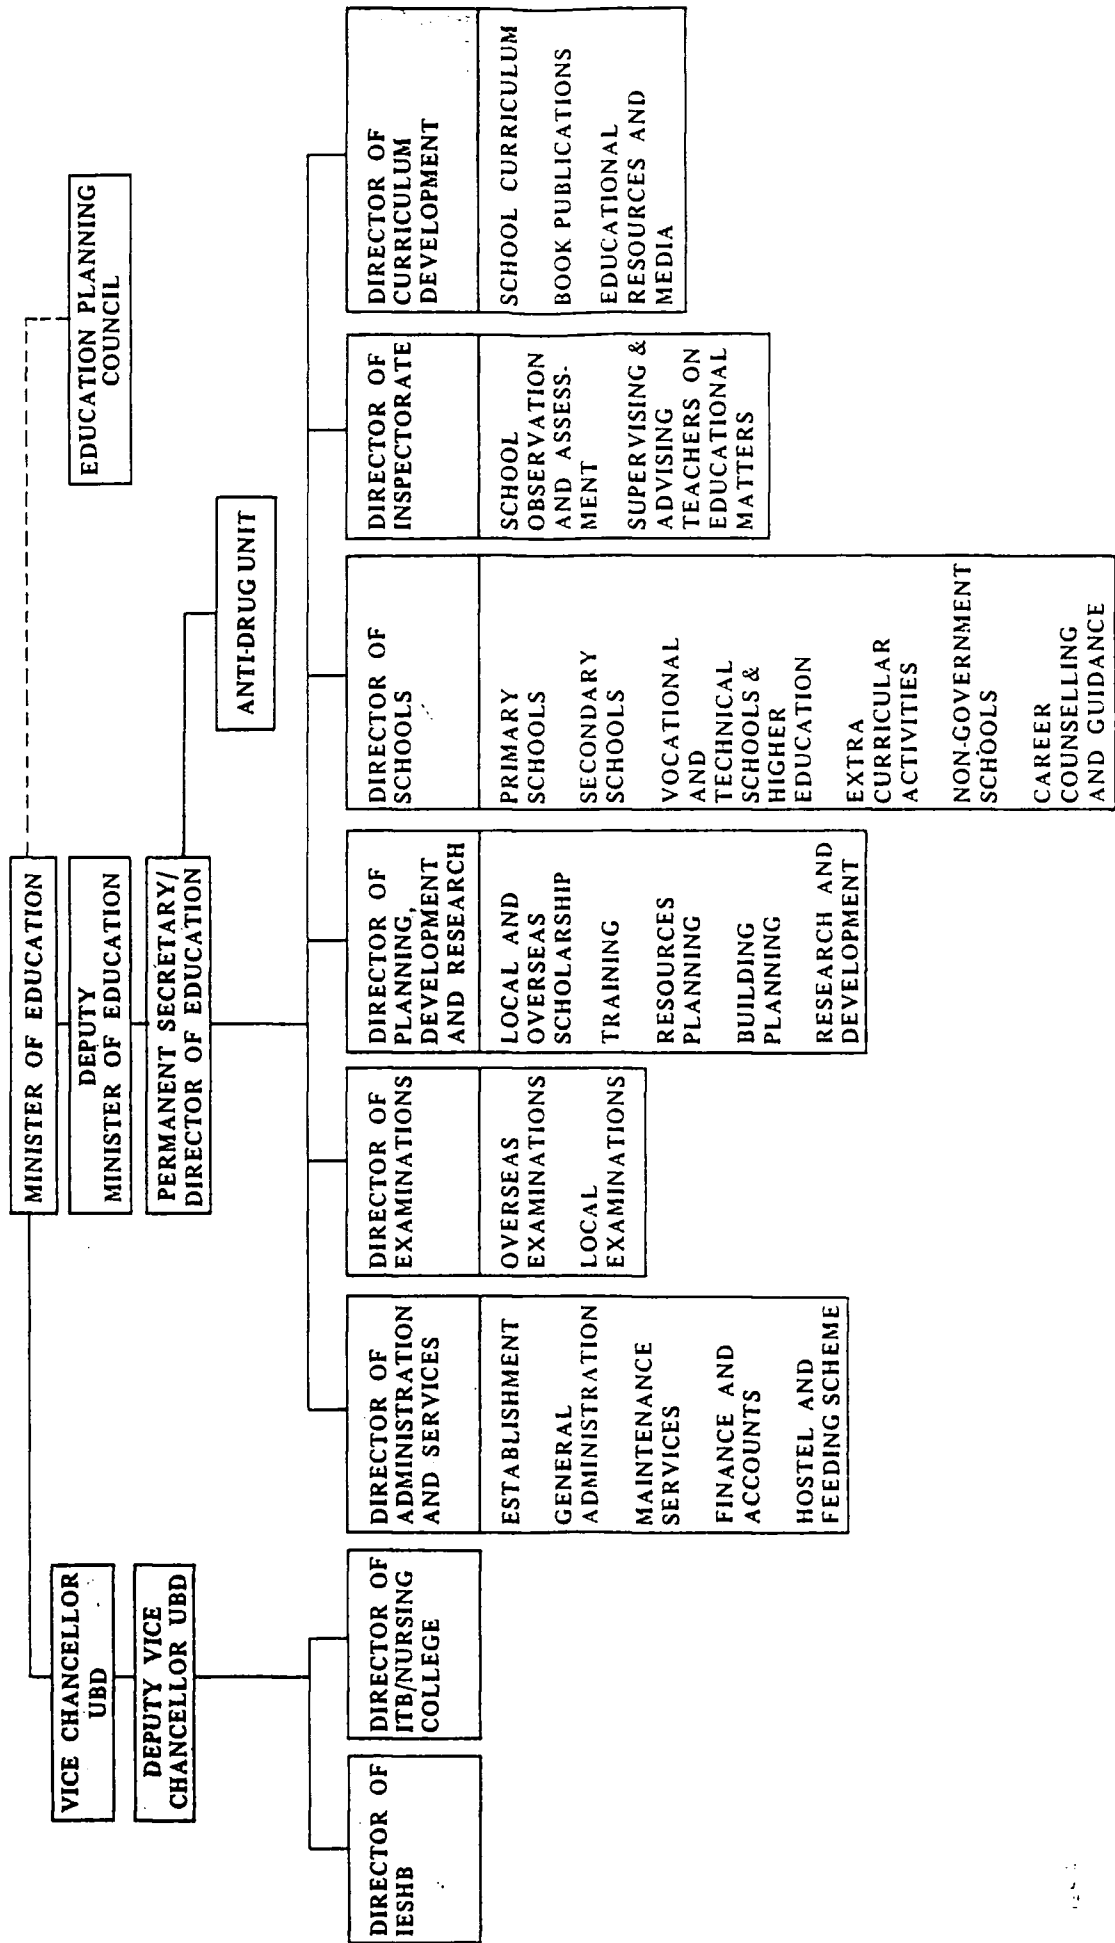 MINISTER OF EDUCATION
EDUCATION PLANNING
COUNCIL
VICE CHANCELLOR
UBD
DEPUTY
MINISTER OF EDUCATION
DEPUTY VICE
CHANCELLOR UBD
PERMANENT SECRETARY/
DIRECTOR OF EDUCATION
ANTI-DRUG UNIT
DIRECTOR OF
IESHB
DIRECTOR OF
ITB/NURSING
COLLEGE
DIRECTOR OF
ADMINISTRATION
AND SERVICES
ESTABLISHMENT
GENERAL
ADMINISTRATION
MAINTENANCE
SERVICES
FINANCE AND
ACCOUNTS
HOSTEL AND
FEEDING SCHEME
DIRECTOR OF
EXAMINATIONS
OVERSEAS
EXAMINATIONS
LOCAL
EXAMINATIONS
DIRECTOR OF
PLANNING,
DEVELOPMENT
AND RESEARCH
LOCAL AND
OVERSEAS
SCHOLARSHIP
TRAINING
RESOURCES
PLANNING
BUILDING
PLANNING
RESEARCH AND
DEVELOPMENT
DIRECTOR OF
SCHOOLS
PRIMARY
SCHOOLS
SECONDARY
SCHOOLS
VOCATIONAL
AND
TECHNICAL
SCHOOLS &
HIGHER
EDUCATION
EXTRA
CURRICULAR
ACTIVITIES
NON-GOVERNMENT
SCHOOLS
CAREER
COUNSELLING
AND GUIDANCE
DIRECTOR OF
INSPECTORATE
SCHOOL
OBSERVATION
AND ASSESS-
MENT
SUPERVISING &
ADVISING
TEACHERS ON
EDUCATIONAL
MATTERS
DIRECTOR OF
CURRICULUM
DEVELOPMENT
SCHOOL CURRICULUM
BOOK PUBLICATIONS
EDUCATIONAL
RESOURCES AND
MEDIA